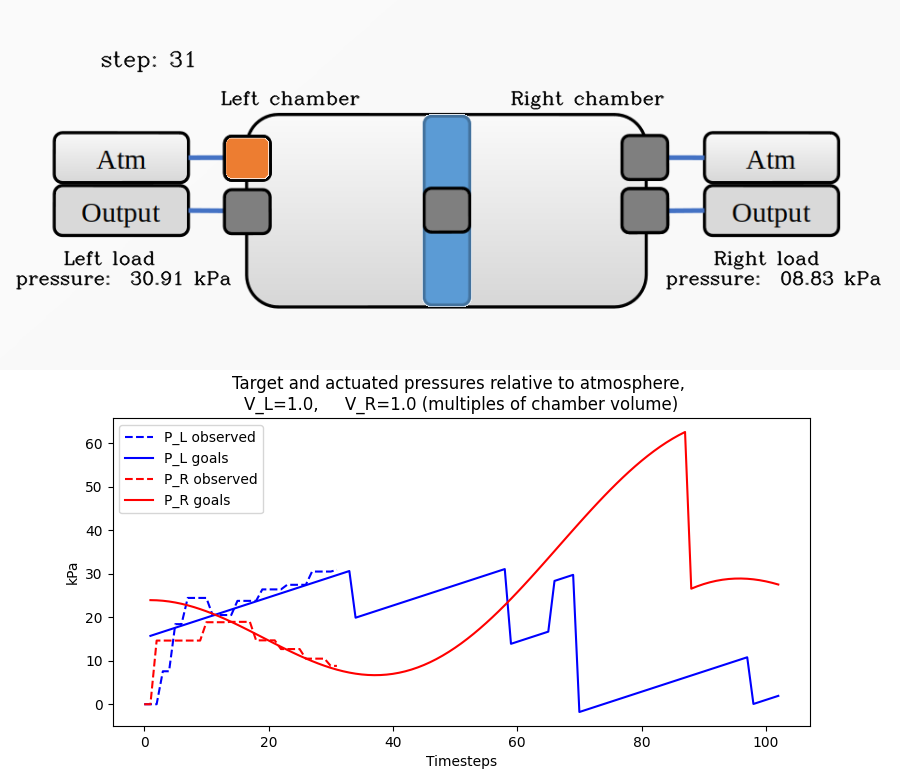 step: 31
Left chamber
Right chamber
Atm
Atm
Output
Output
Left load
pressure: 30.91 kPa
Right load
pressure: 08.83 kPa
Target and actuated pressures relative to atmosphere,
V_L=1.0, V_R=1.0 (multiples of chamber volume)
P_L observed
P_L goals
P_R observed
P_R goals
kPa
60
50
40
30
20
10
0
0 20 40 60 80 100
Timesteps